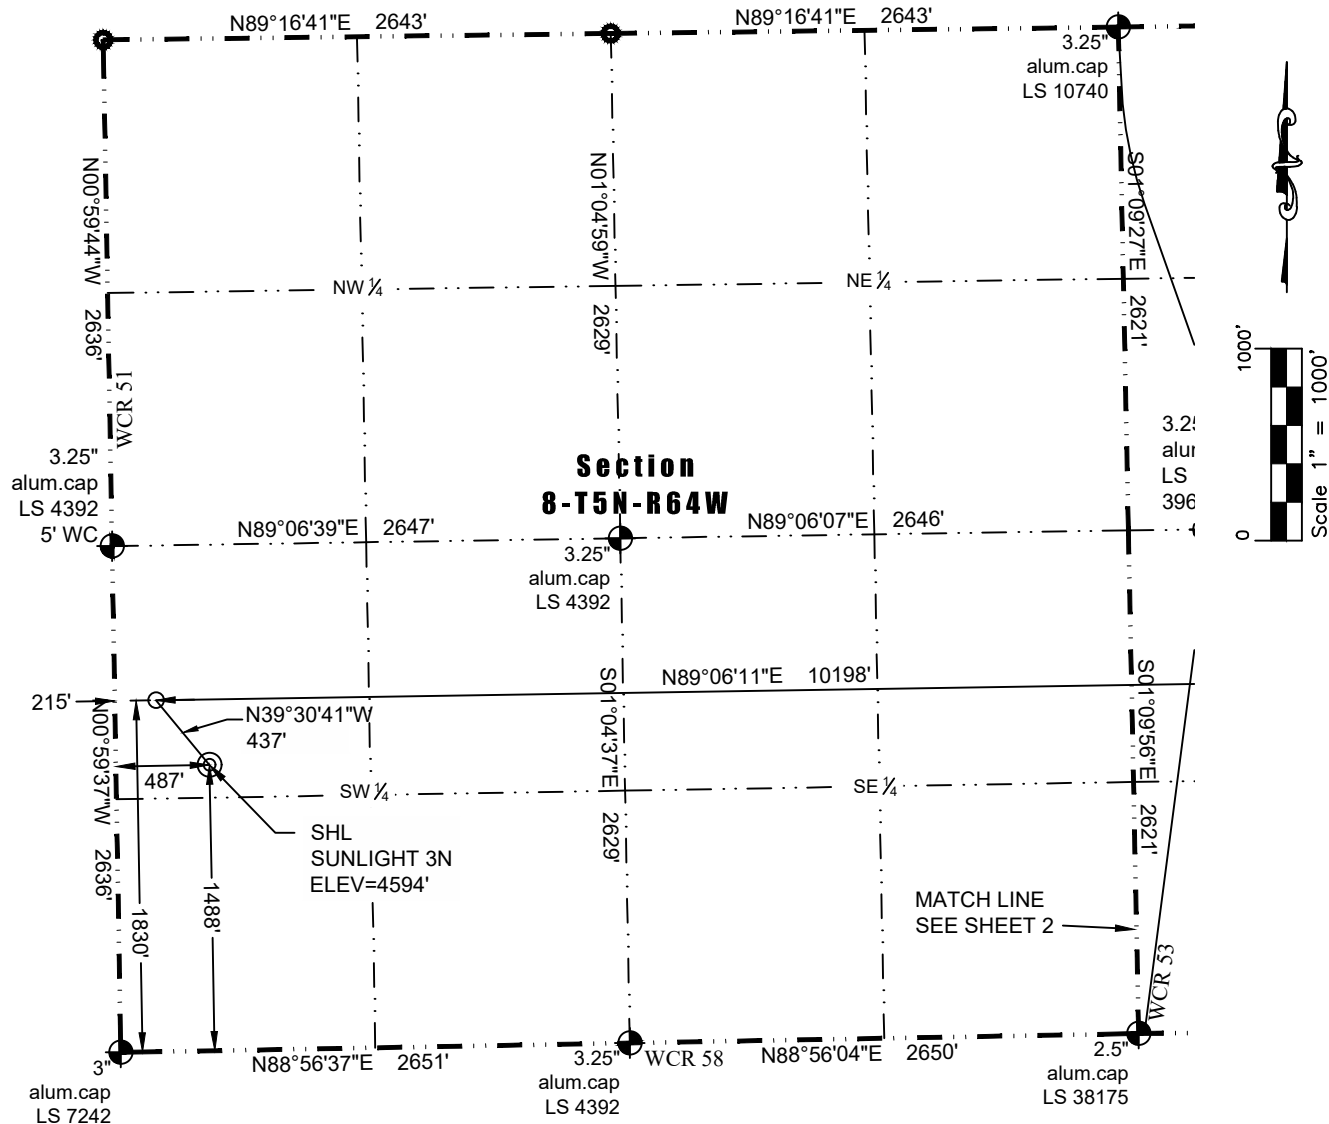 N89°16'41"E 2643'
N89°16'41"E 2643'
3.25"
alum.cap
LS 10740
N00°59'44"W 2636'
WCR 51
N01°04'59"W 2629'
S01°09'27"E 2621'
NW 1/4
NE 1/4
1000'
0
Scale 1" = 1000'
3.25"
alum.cap
LS 4392
5' WC
Section
8-T5N-R64W
N89°06'39"E 2647'
N89°06'07"E 2646'
3.25"
alum.cap
LS 4392
3.25
alur
LS
396
215'
N89°06'11"E 10198'
N39°30'41"W
437'
N00°59'37"W 2636'
487'
S01°04'37"E 2629'
S01°09'56"E 2621'
SW 1/4
SE 1/4
SHL
SUNLIGHT 3N
ELEV=4594'
1830'
1488'
MATCH LINE
SEE SHEET 2
WCR 53
3"
alum.cap
LS 7242
N88°56'37"E 2651'
3.25"
alum.cap
LS 4392
WCR 58
N88°56'04"E 2650'
2.5"
alum.cap
LS 38175